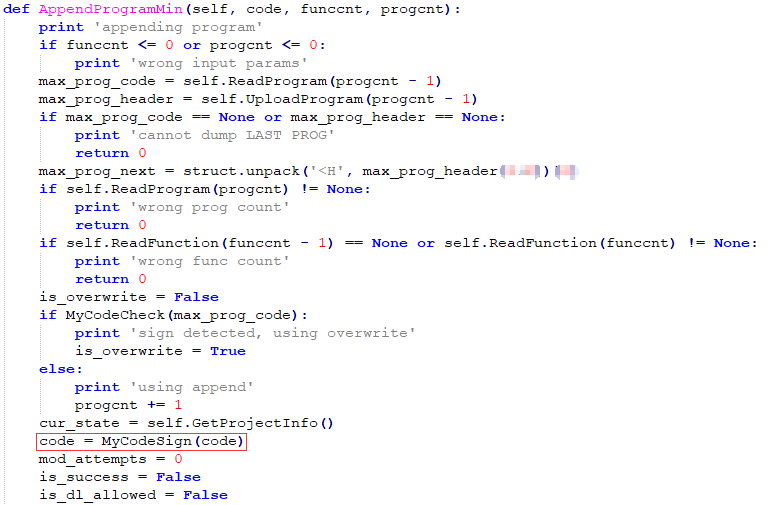 def AppendProgramMin(self, code, funccnt, progcnt):
    print 'appending program'
    if funccnt <= 0 or progcnt <= 0:
        print 'wrong input params'
    max_prog_code = self.ReadProgram(progcnt - 1)
    max_prog_header = self.UploadProgram(progcnt - 1)
    if max_prog_code == None or max_prog_header == None:
        print 'cannot dump LAST PROG'
        return 0
    max_prog_next = struct.unpack('<H', max_prog_header( )
    if self.ReadProgram(progcnt) != None:
        print 'wrong prog count'
        return 0
    if self.ReadFunction(funccnt - 1) == None or self.ReadFunction(funccnt) != None:
        print 'wrong func count'
        return 0
    is_overwrite = False
    if MyCodeCheck(max_prog_code):
        print 'sign detected, using overwrite'
        is_overwrite = True
    else:
        print 'using append'
        progcnt += 1
    cur_state = self.GetProjectInfo()
    code = MyCodeSign(code)
    mod_attempts = 0
    is_success = False
    is_dl_allowed = False